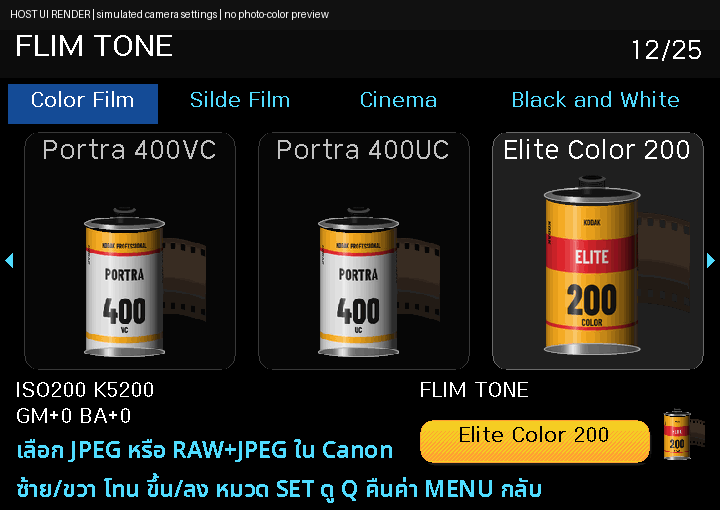 HOST UI RENDER | simulated camera settings | no photo-color preview
FLIM TONE
12/25
Color Film
Silde Film
Cinema
Black and White
Portra 400VC
Portra 400UC
Elite Color 200
KODAK PROFESSIONAL
PORTRA
400
VC
KODAK PROFESSIONAL
PORTRA
400
UC
KODAK
ELITE
200
COLOR
ISO200 K5200
GM+0 BA+0
FLIM TONE
Elite Color 200
ELITE
200
เลือก JPEG หรือ RAW+JPEG ใน Canon
ซ้าย/ขวา โทน ขึ้น/ลง หมวด SET ดู Q คืนค่า MENU กลับ